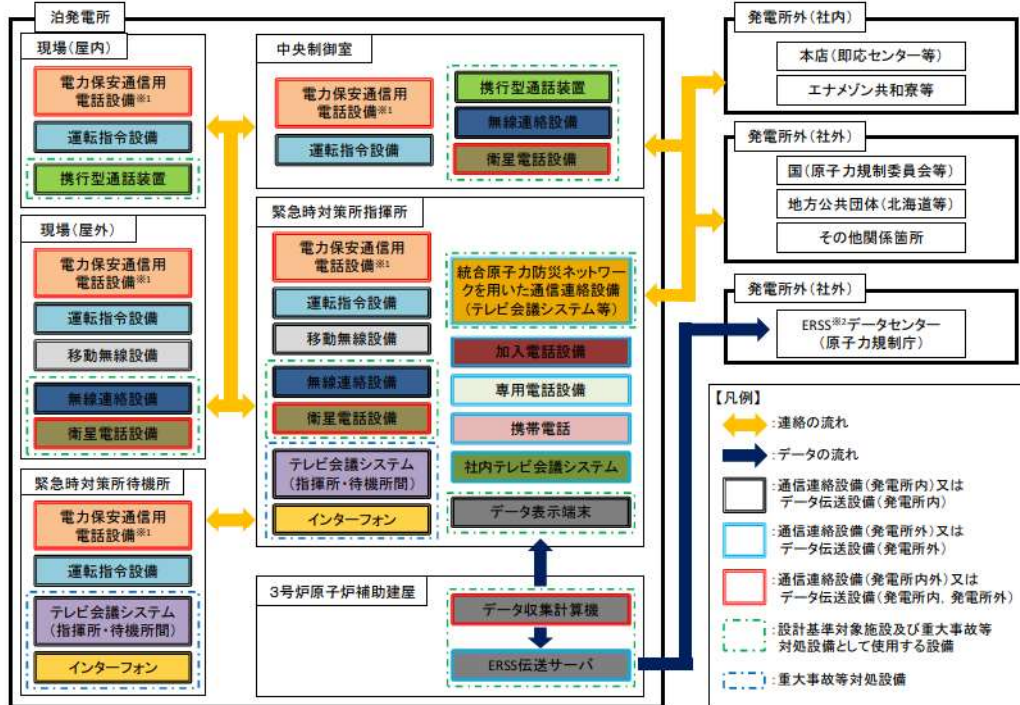 泊発電所
現場(屋内)
電力保安通信用
電話設備※1
運転指令設備
携行型通話装置
現場(屋外)
電力保安通信用
電話設備※1
運転指令設備
移動無線設備
無線連絡設備
衛星電話設備
緊急時対策所待機所
電力保安通信用
電話設備※1
運転指令設備
テレビ会議システム
(指揮所・待機所間)
インターフォン
中央制御室
電力保安通信用
電話設備※1
運転指令設備
携行型通話装置
無線連絡設備
衛星電話設備
緊急時対策所指揮所
電力保安通信用
電話設備※1
運転指令設備
移動無線設備
無線連絡設備
衛星電話設備
テレビ会議システム
(指揮所・待機所間)
インターフォン
統合原子力防災ネットワー
クを用いた通信連絡設備
(テレビ会議システム等)
加入電話設備
専用電話設備
携帯電話
社内テレビ会議システム
データ表示端末
3号炉原子炉補助建屋
データ収集計算機
ERSS伝送サーバ
発電所外(社内)
本店(即応センター等)
エナメゾン共和寮等
発電所外(社外)
国(原子力規制委員会等)
地方公共団体(北海道等)
その他関係箇所
発電所外(社外)
ERSS※2データセンター
(原子力規制庁)
【凡例】
:連絡の流れ
:データの流れ
:通信連絡設備(発電所内)又は
データ伝送設備(発電所内)
:通信連絡設備(発電所外)又は
データ伝送設備(発電所外)
:通信連絡設備(発電所内外)又は
データ伝送設備(発電所内、発電所外)
:設計基準対象施設及び重大事故等
対処設備として使用する設備
:重大事故等対処設備